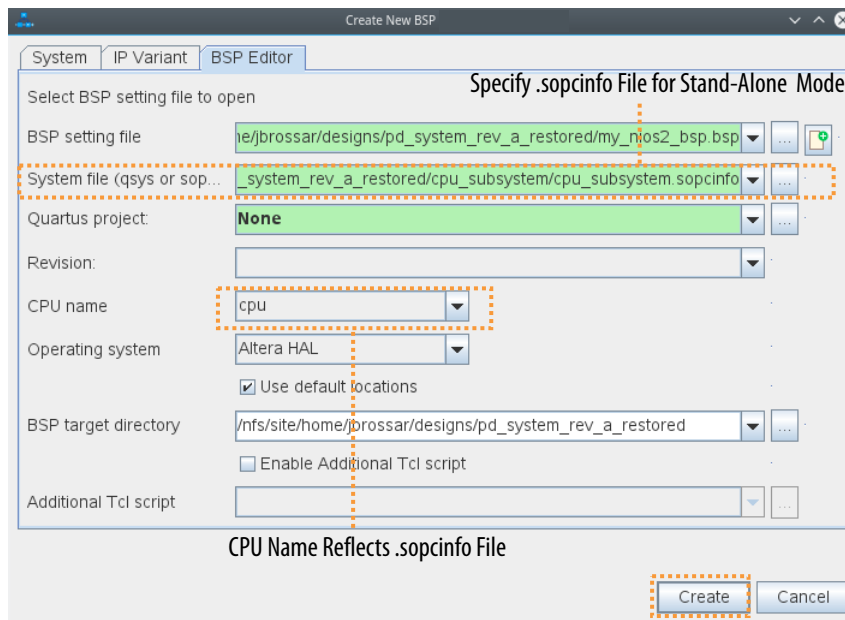 Create New BSP
System
IP Variant
BSP Editor
Specify .sopcinfo File for Stand-Alone Mode
Select BSP setting file to open
BSP setting file
ne/jbrossar/designs/pd_system_rev_a_restored/my_nios2_bsp.bsp
...
System file (qsys or sop...
_system_rev_a_restored/cpu_subsystem/cpu_subsystem.sopcinfo
...
Quartus project:
None
...
Revision:
CPU name
cpu
Operating system
Altera HAL
Use default locations
BSP target directory
/nfs/site/home/jbrossar/designs/pd_system_rev_a_restored
...
Enable Additional Tcl script
Additional Tcl script
...
CPU Name Reflects .sopcinfo File
Create
Cancel